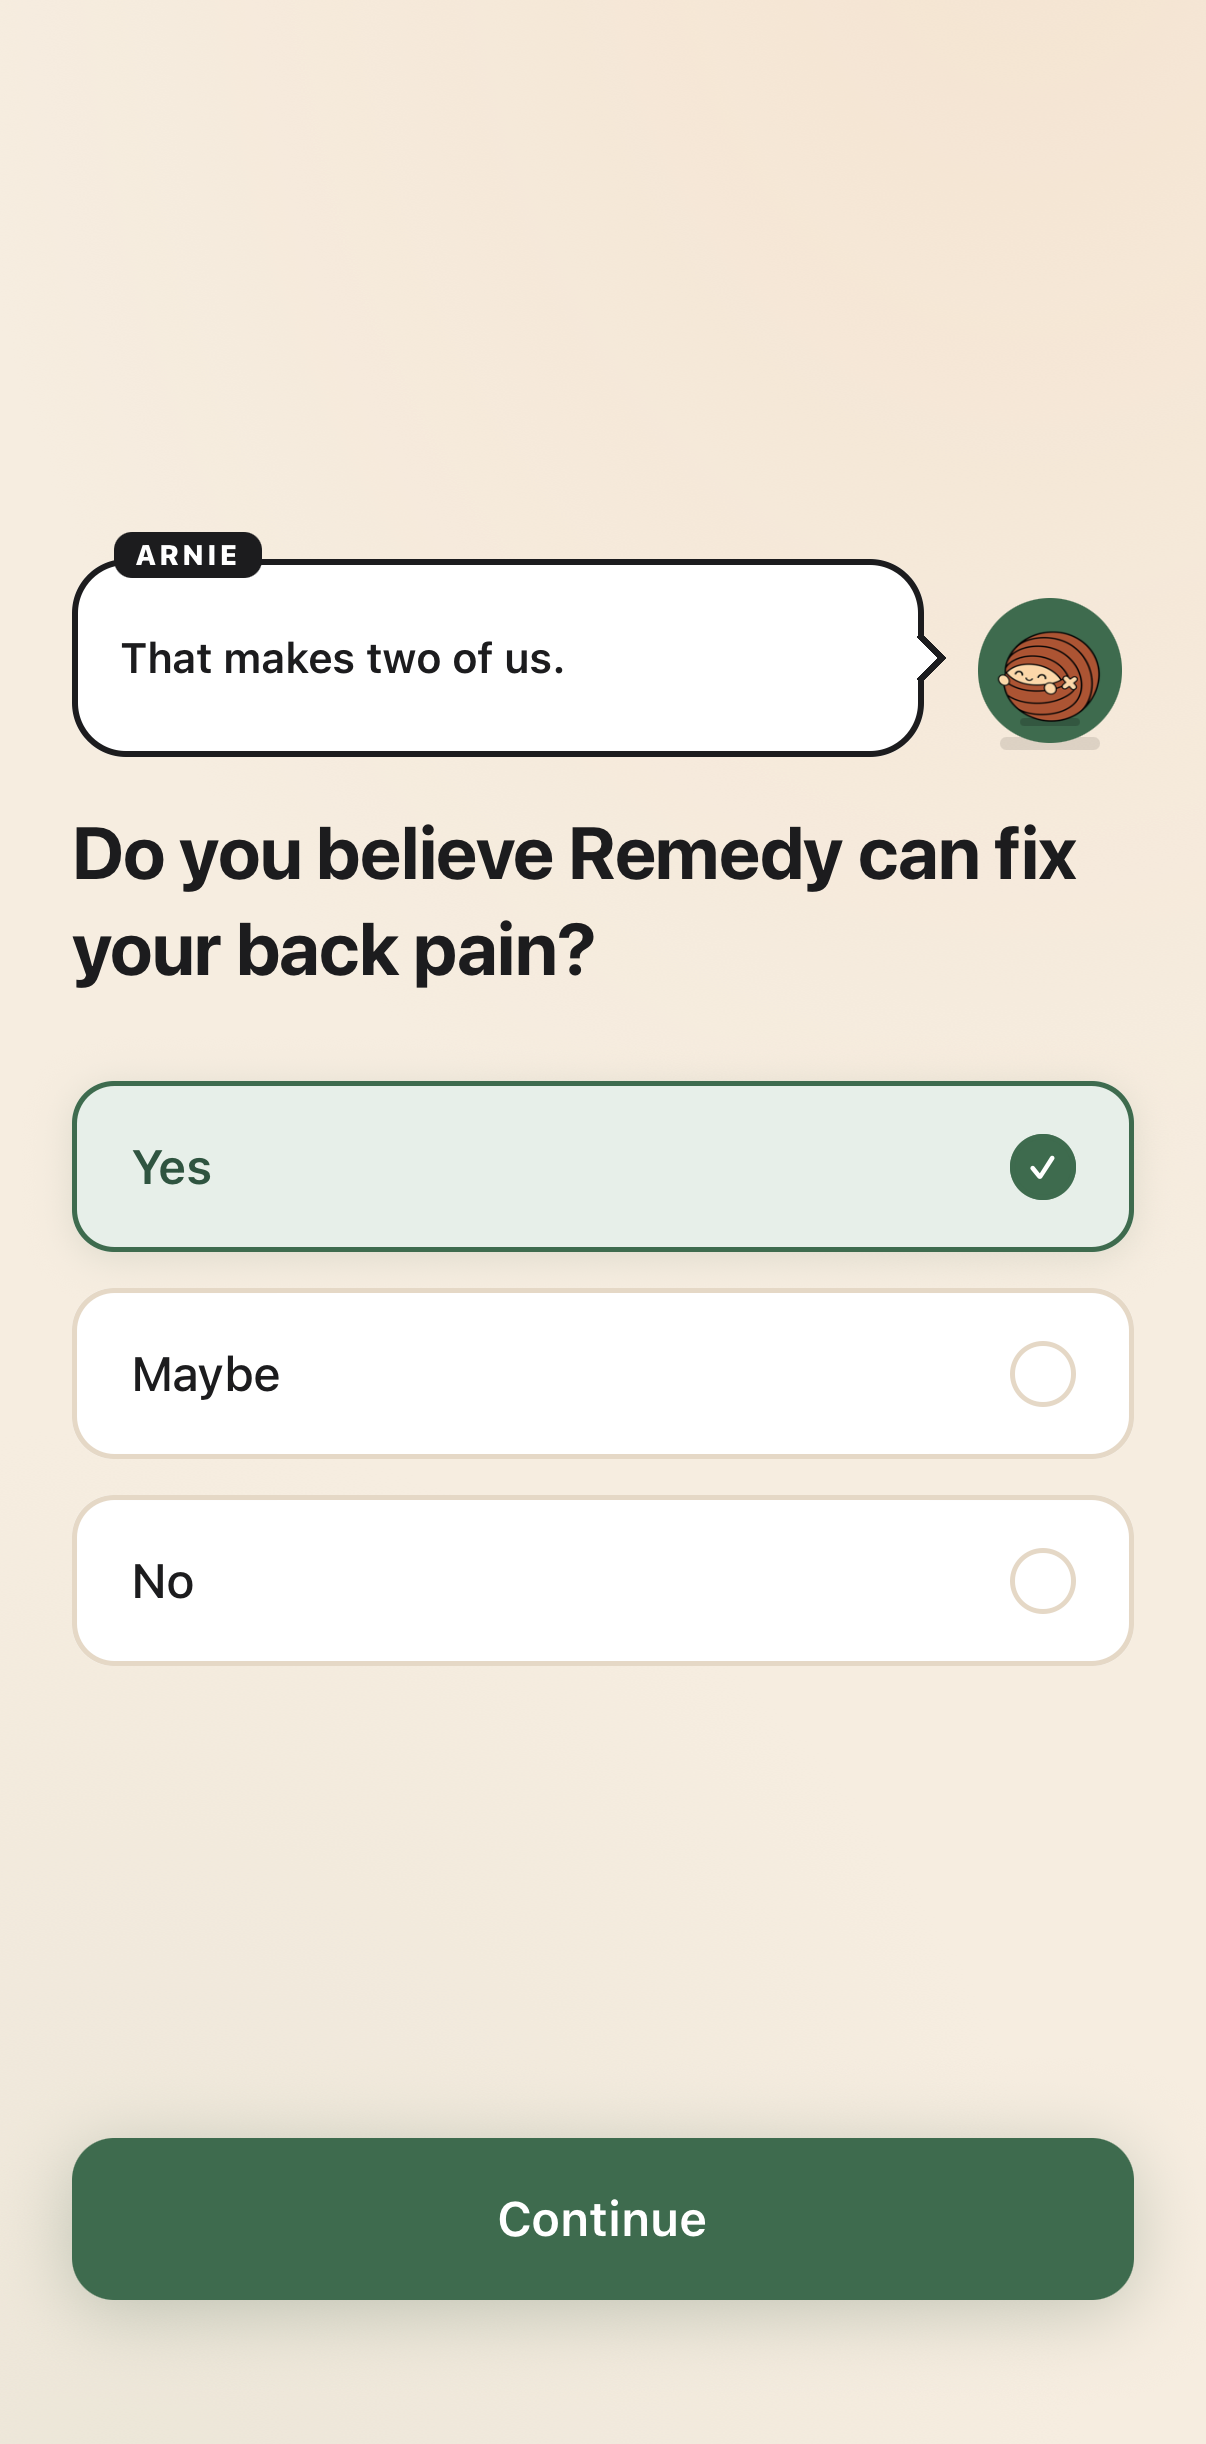 ARNIE
That makes two of us.
Do you believe Remedy can fix
your back pain?
Yes
Maybe
No
Continue